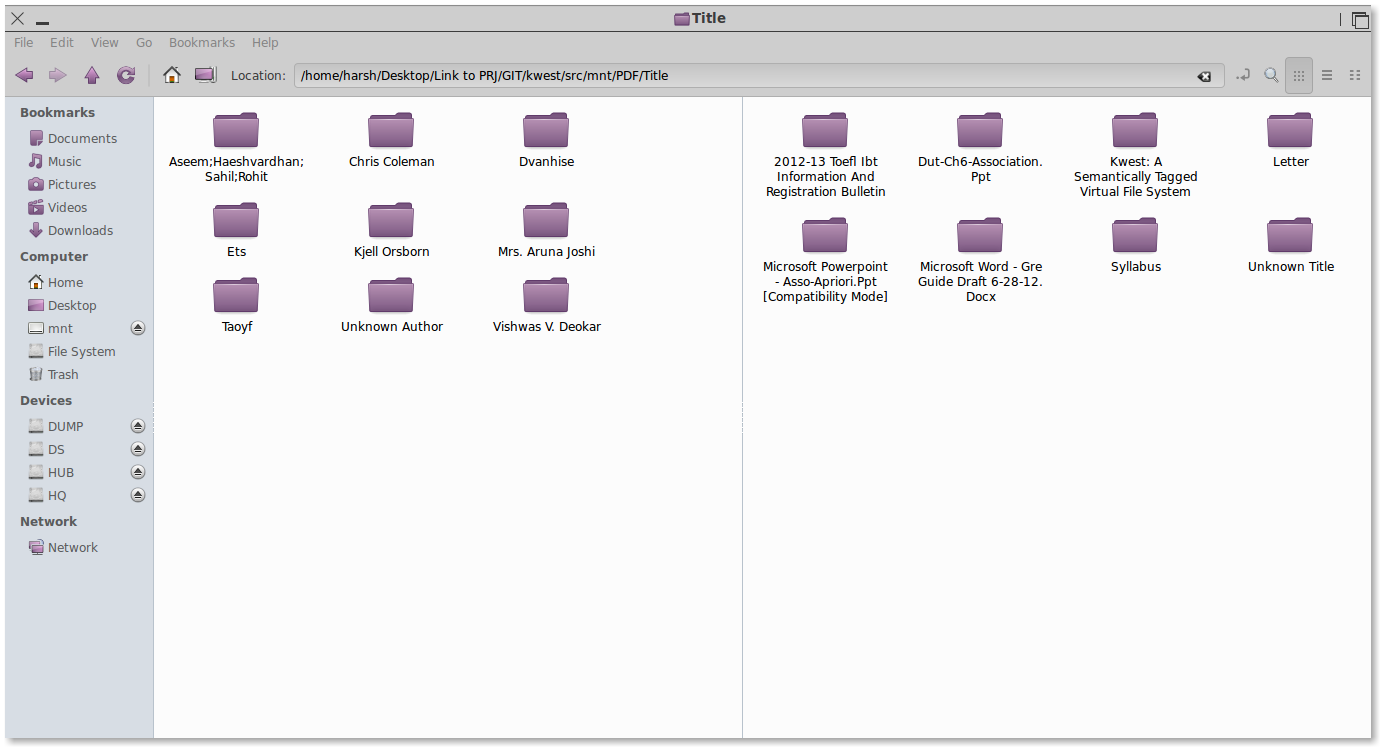 Title
File Edit View Go Bookmarks Help
Location: /home/harsh/Desktop/Link to PRJ/GIT/kwest/src/mnt/PDF/Title
Bookmarks
Documents
Music
Pictures
Videos
Downloads
Computer
Home
Desktop
mnt
File System
Trash
Devices
DUMP
DS
HUB
HQ
Network
Network
Aseem;Haeshvardhan;
Sahil;Rohit
Chris Coleman
Dvanhise
Ets
Kjell Orsborn
Mrs. Aruna Joshi
Taoyf
Unknown Author
Vishwas V. Deokar
2012-13 Toefl Ibt
Information And
Registration Bulletin
Dut-Ch6-Association.
Ppt
Kwest: A
Semantically Tagged
Virtual File System
Letter
Microsoft Powerpoint
- Asso-Apriori.Ppt
[Compatibility Mode]
Microsoft Word - Gre
Guide Draft 6-28-12.
Docx
Syllabus
Unknown Title